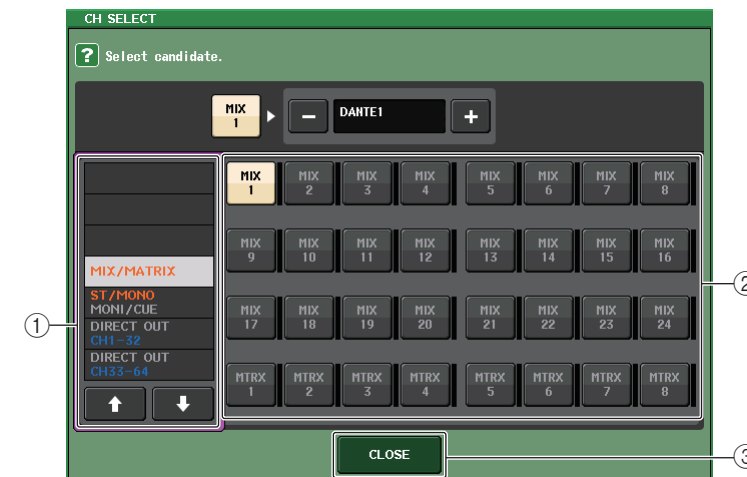 CH SELECT
? Select candidate.
MIX 1
− DANTE1 +
MIX/MATRIX
ST/MONO
MONI/CUE
DIRECT OUT
CH1-32
DIRECT OUT
CH33-64
MIX 1 MIX 2 MIX 3 MIX 4 MIX 5 MIX 6 MIX 7 MIX 8
MIX 9 MIX 10 MIX 11 MIX 12 MIX 13 MIX 14 MIX 15 MIX 16
MIX 17 MIX 18 MIX 19 MIX 20 MIX 21 MIX 22 MIX 23 MIX 24
MTRX 1 MTRX 2 MTRX 3 MTRX 4 MTRX 5 MTRX 6 MTRX 7 MTRX 8
CLOSE
1
2
3